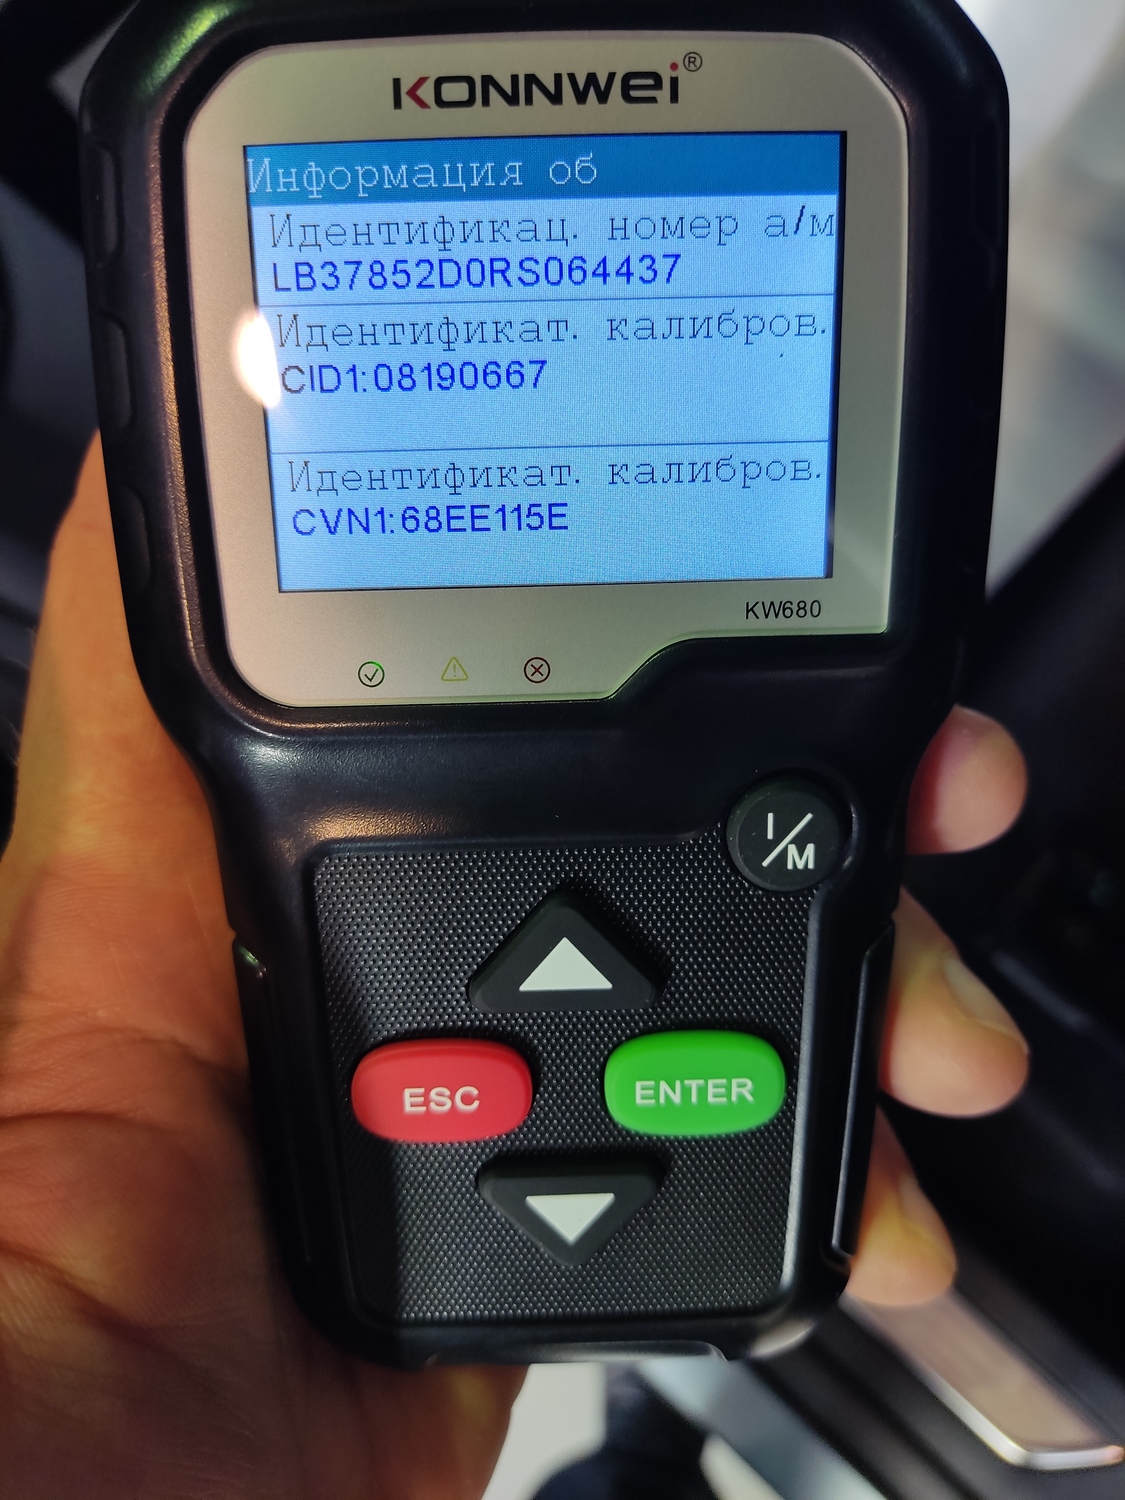 KONNWEI®
Информация об
Идентификац. номер а/м
LB37852D0RS064437
Идентификат. калибров.
CID1:08190667
Идентификат. калибров.
CVN1:68EE115E
KW680
I/M
ESC
ENTER